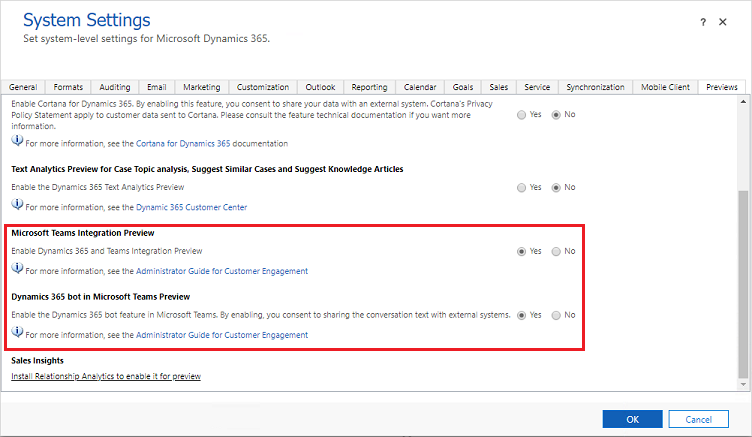 System Settings
? ✕
Set system-level settings for Microsoft Dynamics 365.
General Formats Auditing Email Marketing Customization Outlook Reporting Calendar Goals Sales Service Synchronization Mobile Client Previews
Enable Cortana for Dynamics 365. By enabling this feature, you consent to share your data with an external system. Cortana's Privacy
Policy Statement apply to customer data sent to Cortana. Please consult the feature technical documentation if you want more
information.
Yes No
For more information, see the Cortana for Dynamics 365 documentation
Text Analytics Preview for Case Topic analysis, Suggest Similar Cases and Suggest Knowledge Articles
Enable the Dynamics 365 Text Analytics Preview Yes No
For more information, see the Dynamic 365 Customer Center
Microsoft Teams Integration Preview
Enable Dynamics 365 and Teams Integration Preview Yes No
For more information, see the Administrator Guide for Customer Engagement
Dynamics 365 bot in Microsoft Teams Preview
Enable the Dynamics 365 bot feature in Microsoft Teams. By enabling, you consent to sharing the conversation text with external systems. Yes No
For more information, see the Administrator Guide for Customer Engagement
Sales Insights
Install Relationship Analytics to enable it for preview
OK Cancel